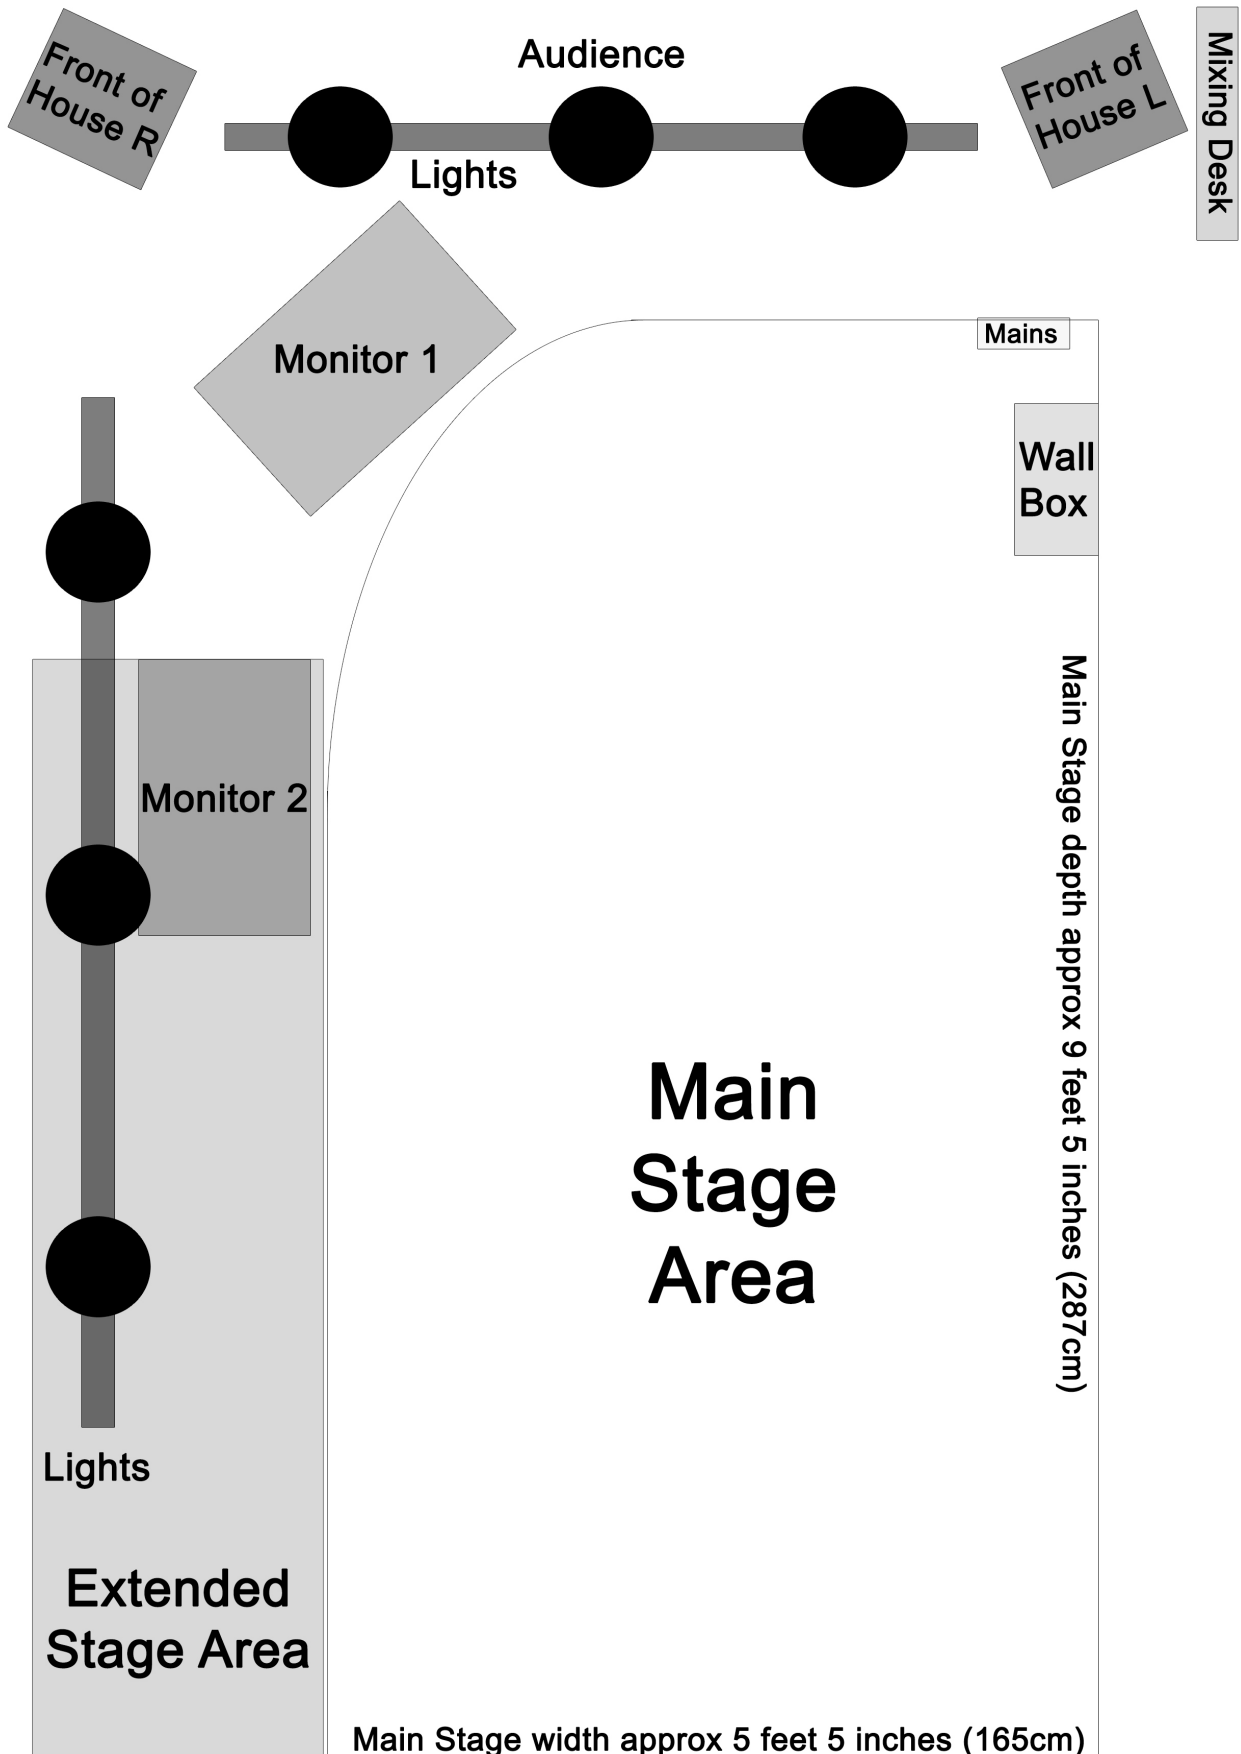 Audience
Front of
House R
Front of
House L
Mixing Desk
Lights
Mains
Monitor 1
Wall
Box
Monitor 2
Main Stage depth approx 9 feet 5 inches (287cm)
Main
Stage
Area
Lights
Extended
Stage Area
Main Stage width approx 5 feet 5 inches (165cm)